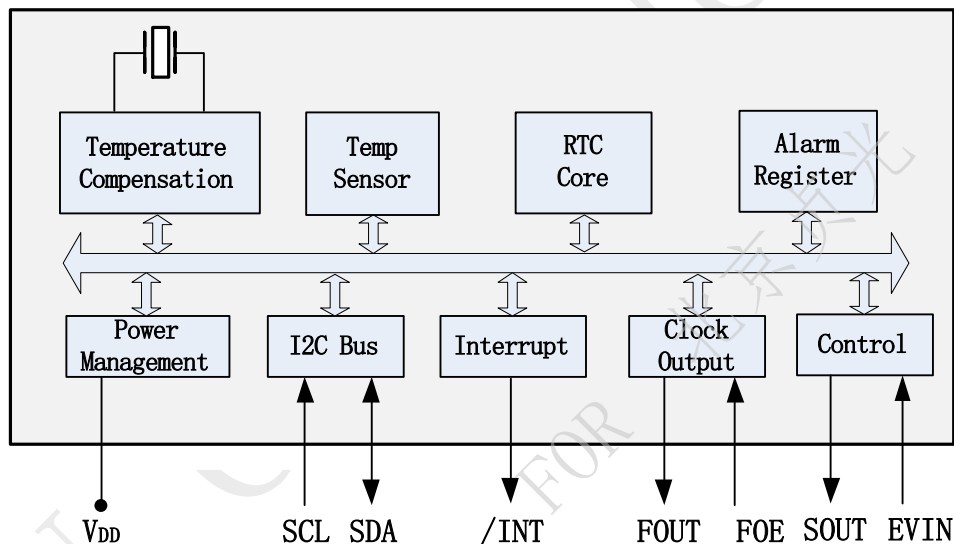 Temperature
Compensation
Temp
Sensor
RTC
Core
Alarm
Register
Power
Management
I2C Bus
Interrupt
Clock
Output
Control
VDD
SCL
SDA
/INT
FOUT
FOE
SOUT
EVIN
FOR